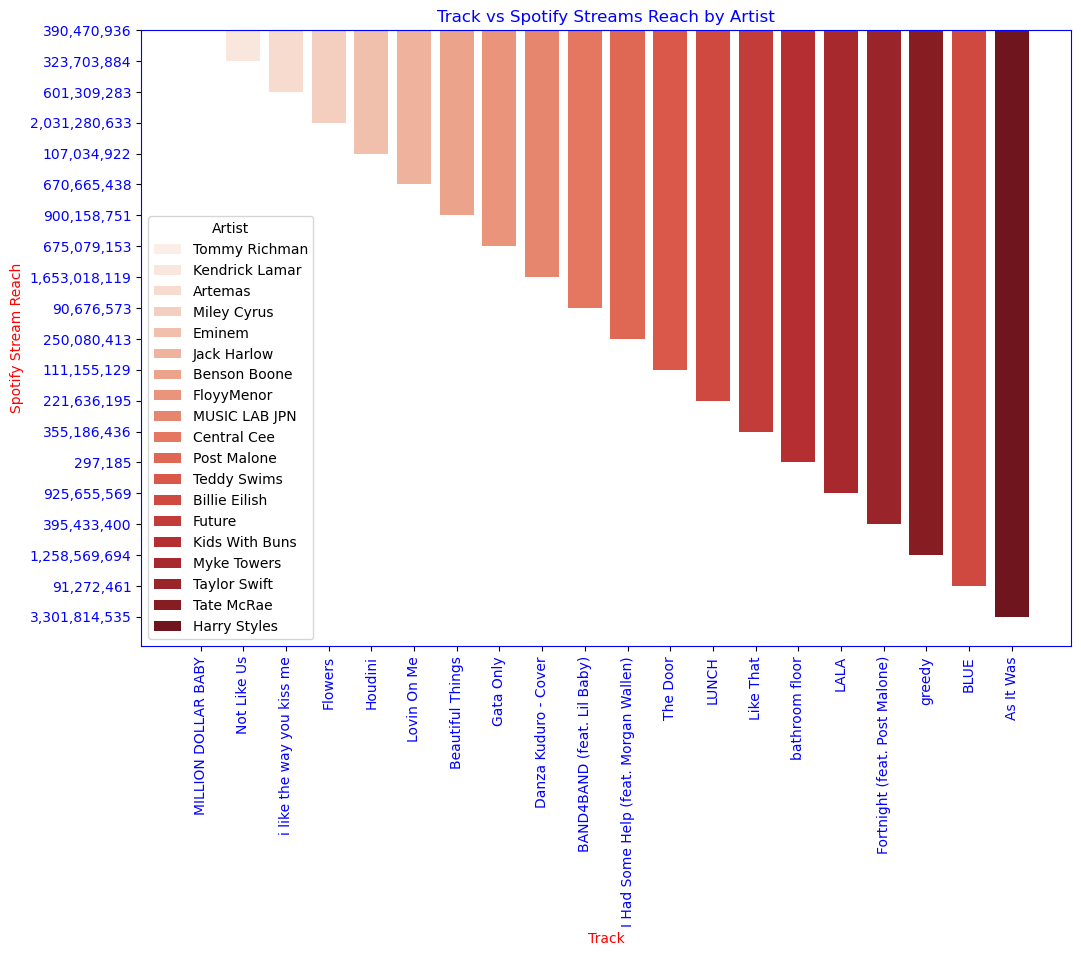 Track vs Spotify Streams Reach by Artist
Spotify Stream Reach
390,470,936
323,703,884
601,309,283
2,031,280,633
107,034,922
670,665,438
900,158,751
675,079,153
1,653,018,119
90,676,573
250,080,413
111,155,129
221,636,195
355,186,436
297,185
925,655,569
395,433,400
1,258,569,694
91,272,461
3,301,814,535
Artist
Tommy Richman
Kendrick Lamar
Artemas
Miley Cyrus
Eminem
Jack Harlow
Benson Boone
FloyyMenor
MUSIC LAB JPN
Central Cee
Post Malone
Teddy Swims
Billie Eilish
Future
Kids With Buns
Myke Towers
Taylor Swift
Tate McRae
Harry Styles
MILLION DOLLAR BABY
Not Like Us
i like the way you kiss me
Flowers
Houdini
Lovin On Me
Beautiful Things
Gata Only
Danza Kuduro - Cover
BAND4BAND (feat. Lil Baby)
I Had Some Help (feat. Morgan Wallen)
The Door
LUNCH
Like That
bathroom floor
LALA
Fortnight (feat. Post Malone)
greedy
BLUE
As It Was
Track